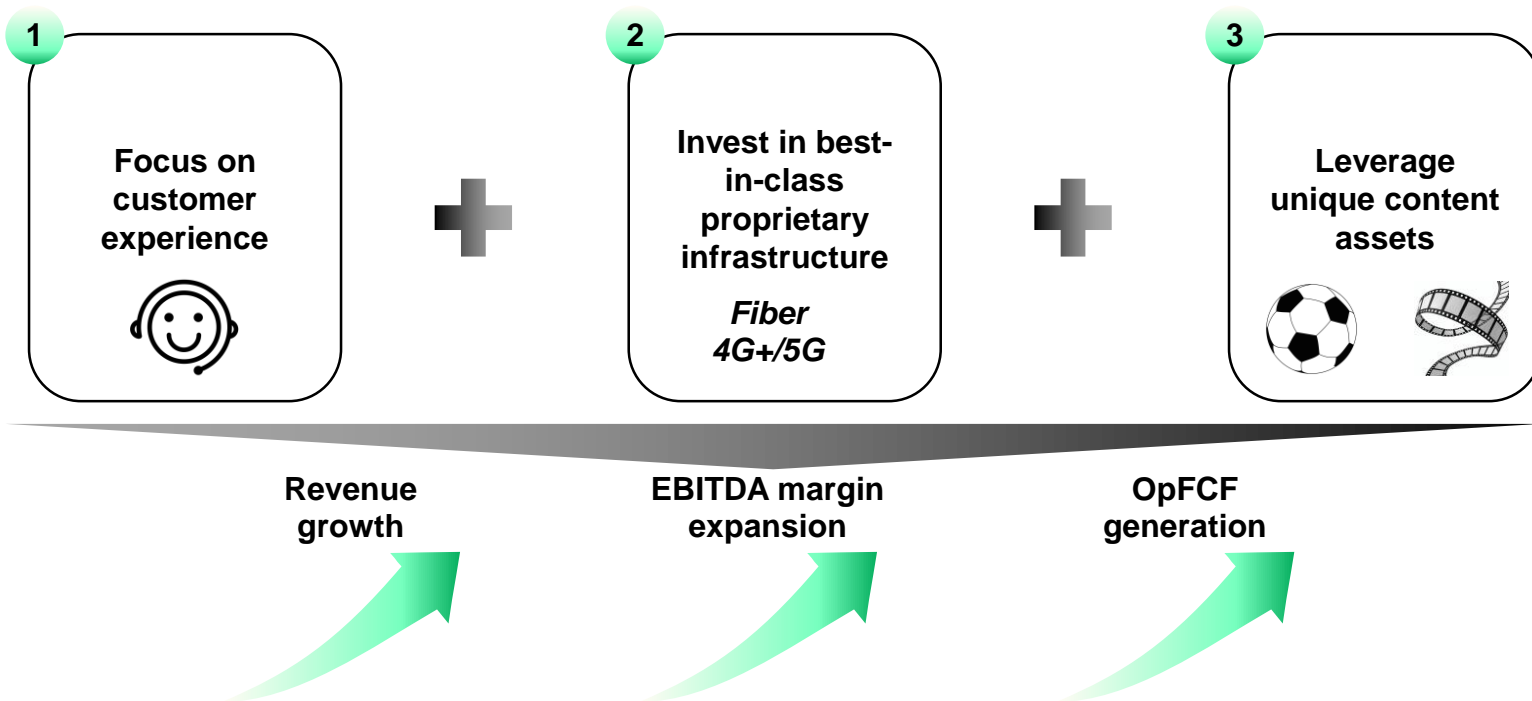 1
Focus on
customer
experience
2
Invest in best-
in-class
proprietary
infrastructure
Fiber
4G+/5G
3
Leverage
unique content
assets
Revenue
growth
EBITDA margin
expansion
OpFCF
generation